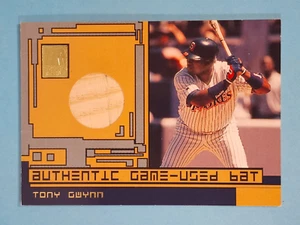 AUTHENTIC GAME-USED BAT
TONY GWYNN